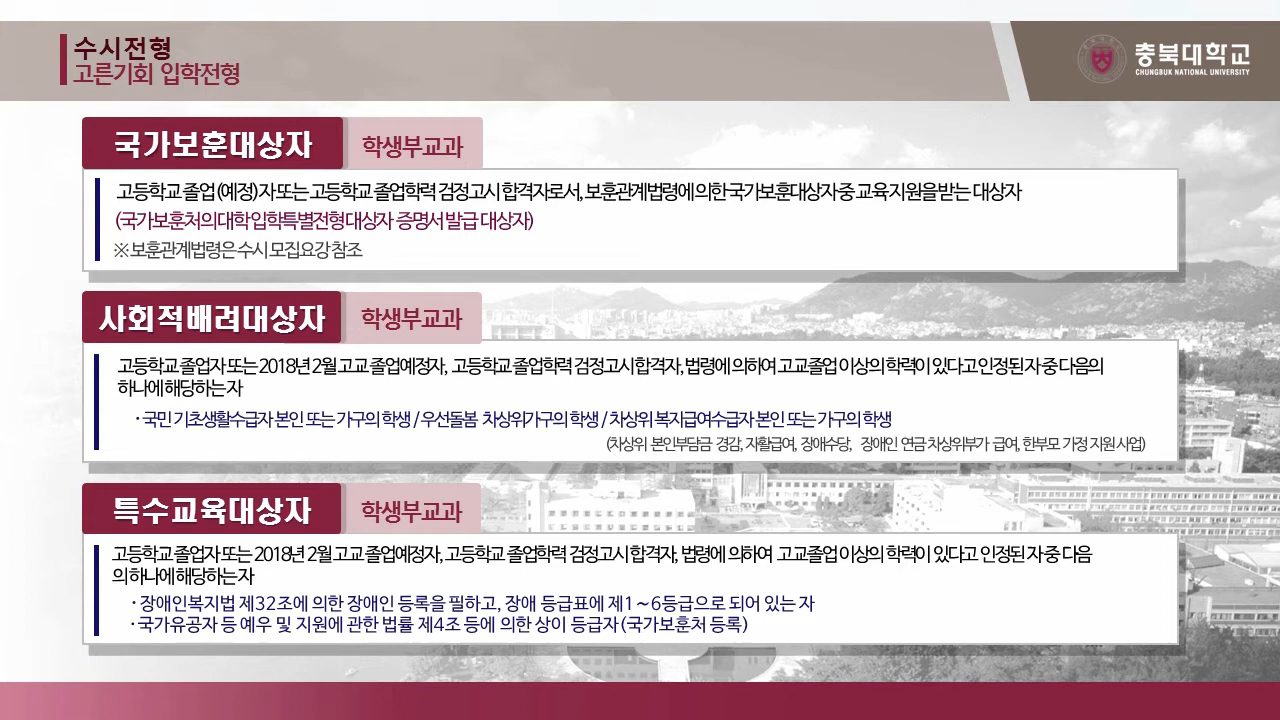 수시전형
고른기회 입학전형
충북대학교
CHUNGBUK NATIONAL UNIVERSITY
국가보훈대상자
학생부교과
고등학교 졸업 (예정) 자 또는 고등학교 졸업학력 검정고시 합격자로서, 보훈관계법령에 의한 국가보훈대상자 중 교육 지원을 받는 대상자
(국가보훈처의 대학 입학특별전형 대상자 증명서 발급 대상자)
※ 보훈관계법령은 수시 모집요강 참조
사회적배려대상자
학생부교과
고등학교 졸업자 또는 2018년 2월 고교 졸업예정자, 고등학교 졸업학력 검정고시 합격자, 법령에 의하여 고교졸업 이상의 학력이 있다고 인정된 자 중 다음의
하나에 해당하는 자
· 국민 기초생활수급자 본인 또는 가구의 학생 / 우선돌봄 차상위가구의 학생 / 차상위 복지급여수급자 본인 또는 가구의 학생
(차상위 본인부담금 경감, 자활급여, 장애수당, 장애인 연금 차상위부가 급여, 한부모 가정 지원 사업)
특수교육대상자
학생부교과
고등학교 졸업자 또는 2018년 2월 고교 졸업예정자, 고등학교 졸업학력 검정고시 합격자, 법령에 의하여 고교졸업 이상의 학력이 있다고 인정된 자 중 다음
의 하나에 해당하는 자
· 장애인복지법 제32조에 의한 장애인 등록을 필하고, 장애 등급표에 제1~6등급으로 되어 있는 자
· 국가유공자 등 예우 및 지원에 관한 법률 제4조 등에 의한 상이 등급자 (국가보훈처 등록)